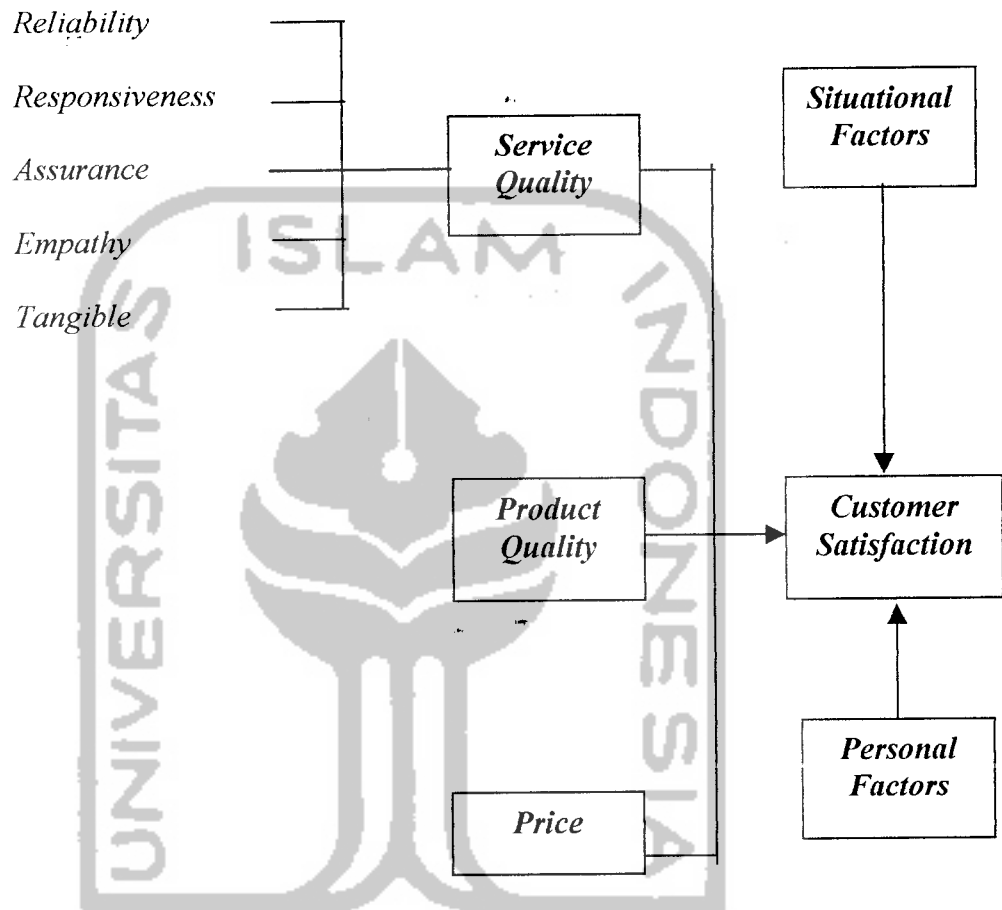 Reliability
Responsiveness
Assurance
Empathy
Tangible
Service
Quality
Situational
Factors
Product
Quality
Customer
Satisfaction
Price
Personal
Factors
UNIVERSITAS
ISLAM
INDONESIA